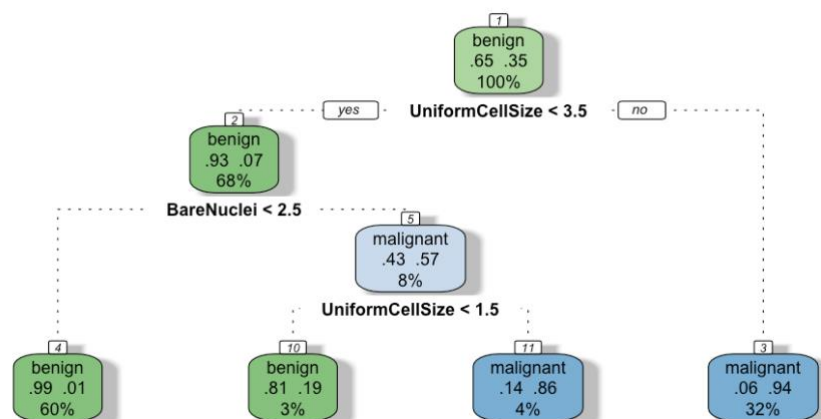 1
benign
.65 .35
100%
yes
UniformCellSize < 3.5
no
2
benign
.93 .07
68%
BareNuclei < 2.5
5
malignant
.43 .57
8%
UniformCellSize < 1.5
4
benign
.99 .01
60%
10
benign
.81 .19
3%
11
malignant
.14 .86
4%
3
malignant
.06 .94
32%